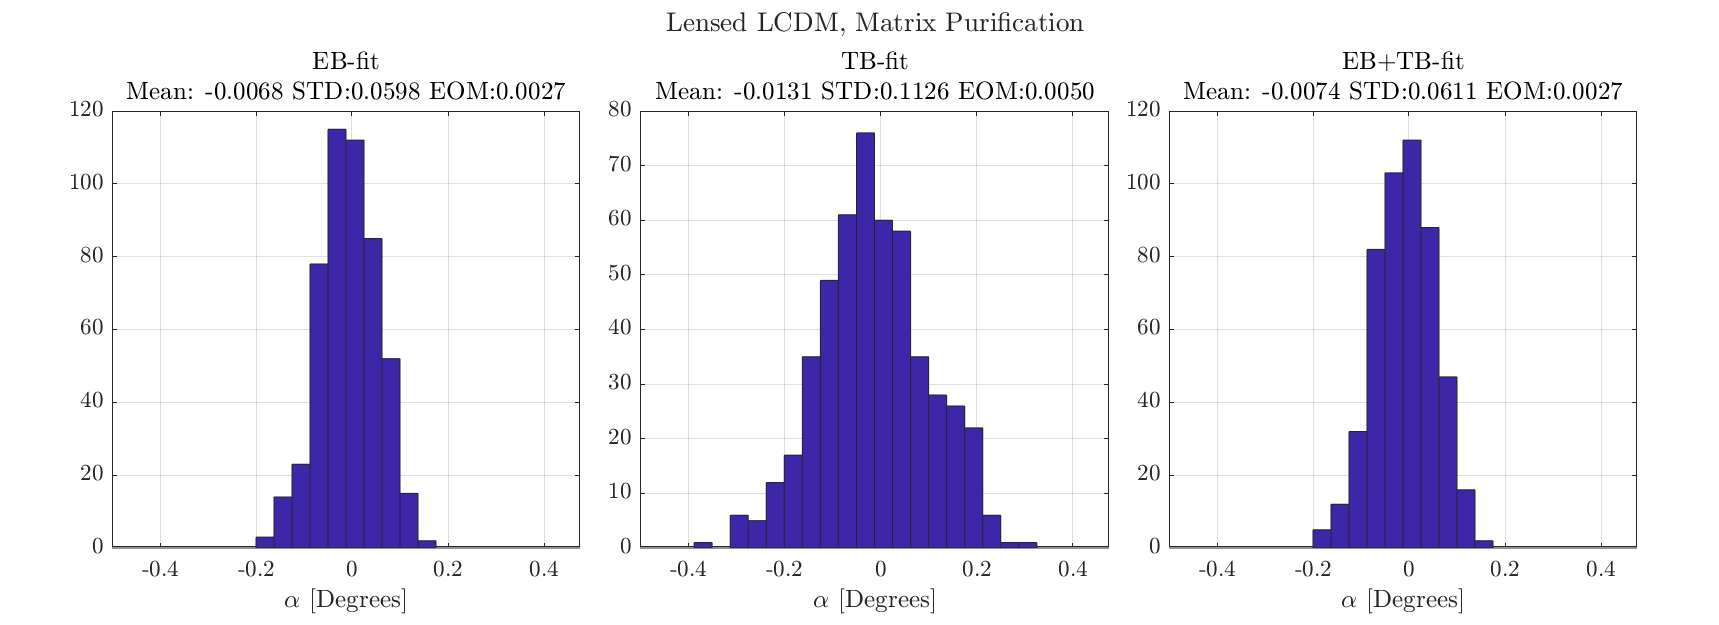 Lensed LCDM, Matrix Purification
EB-fit
Mean: -0.0068 STD:0.0598 EOM:0.0027
120
100
80
60
40
20
0
-0.4 -0.2 0 0.2 0.4
α [Degrees]
TB-fit
Mean: -0.0131 STD:0.1126 EOM:0.0050
80
70
60
50
40
30
20
10
0
-0.4 -0.2 0 0.2 0.4
α [Degrees]
EB+TB-fit
Mean: -0.0074 STD:0.0611 EOM:0.0027
120
100
80
60
40
20
0
-0.4 -0.2 0 0.2 0.4
α [Degrees]